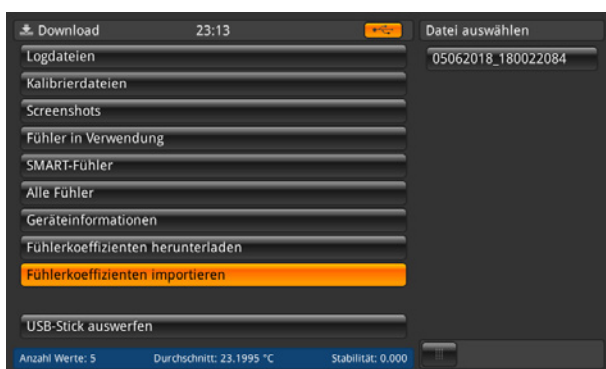 Download 23:13
Logdateien
Kalibrierdateien
Screenshots
Fühler in Verwendung
SMART-Fühler
Alle Fühler
Geräteinformationen
Fühlerkoeffizienten herunterladen
Fühlerkoeffizienten importieren
USB-Stick auswerfen
Anzahl Werte: 5 Durchschnitt: 23.1995 °C Stabilität: 0.000
Datei auswählen
05062018_180022084